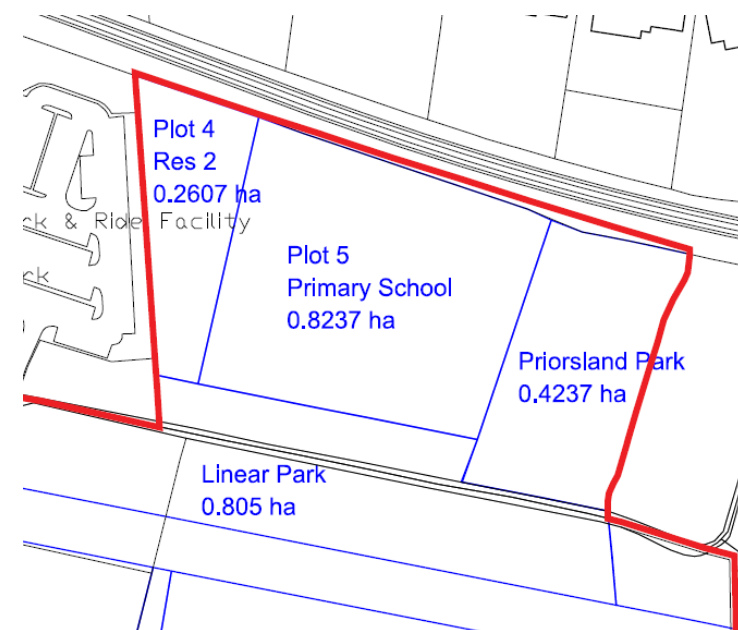 Plot 4
Res 2
0.2607 ha
ck & Ride Facility
ck
Plot 5
Primary School
0.8237 ha
Priorsland Park
0.4237 ha
Linear Park
0.805 ha